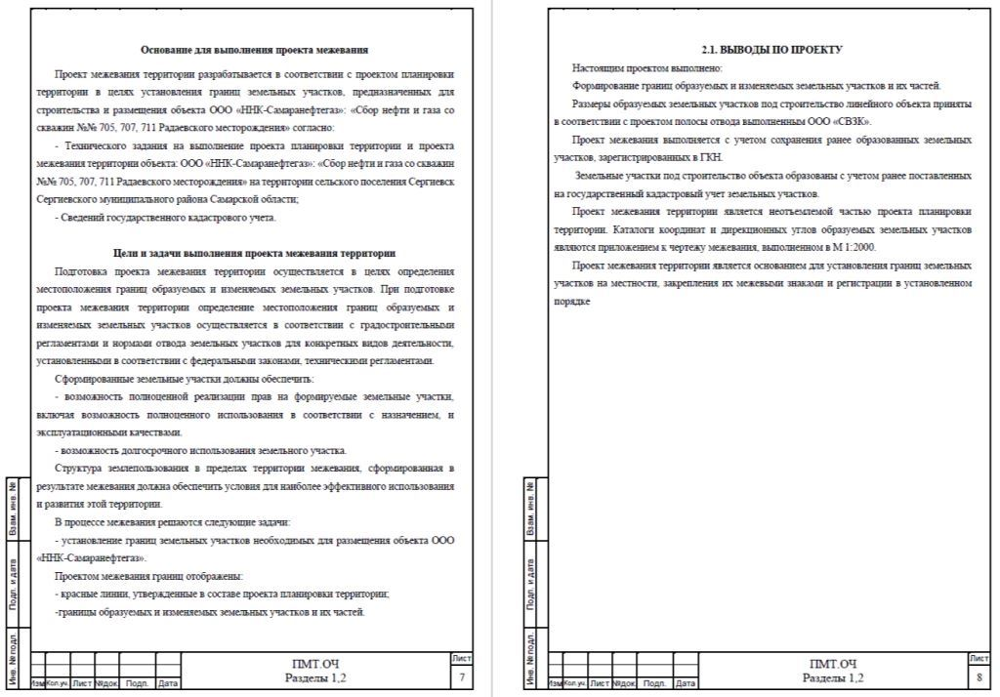 Основание для выполнения проекта межевания
Проект межевания территории разрабатывается в соответствии с проектом планировки
территории в целях установления границ земельных участков, предназначенных для
строительства и размещения объекта ООО «ННК-Самаранефтегаз»: «Сбор нефти и газа со
скважин №№ 705, 707, 711 Радаевского месторождения» согласно:
- Технического задания на выполнение проекта планировки территории и проекта
межевания территории объекта: ООО «ННК-Самаранефтегаз»: «Сбор нефти и газа со скважин
№№ 705, 707, 711 Радаевского месторождения» на территории сельского поселения Сергиевск
Сергиевского муниципального района Самарской области;
- Сведений государственного кадастрового учета.
Цели и задачи выполнения проекта межевания территории
Подготовка проекта межевания территории осуществляется в целях определения
местоположения границ образуемых и изменяемых земельных участков. При подготовке
проекта межевания территории определение местоположения границ образуемых и
изменяемых земельных участков осуществляется в соответствии с градостроительными
регламентами и нормами отвода земельных участков для конкретных видов деятельности,
установленными в соответствии с федеральными законами, техническими регламентами.
Сформированные земельные участки должны обеспечить:
- возможность полноценной реализации прав на формируемые земельные участки,
включая возможность полноценного использования в соответствии с назначением, и
эксплуатационными качествами.
- возможность долгосрочного использования земельного участка.
Структура землепользования в пределах территории межевания, сформированная в
результате межевания должна обеспечить условия для наиболее эффективного использования
и развития этой территории.
В процессе межевания решаются следующие задачи:
- установление границ земельных участков необходимых для размещения объекта ООО
«ННК-Самаранефтегаз».
Проектом межевания границ отображены:
- красные линии, утвержденные в составе проекта планировки территории;
-границы образуемых и изменяемых земельных участков и их частей.
Взам. инв. №
Подп. и дата
Инв. № подл.
Изм Кол.уч. Лист №док. Подп. Дата
ПМТ.ОЧ
Разделы 1,2
Лист
7
2.1. ВЫВОДЫ ПО ПРОЕКТУ
Настоящим проектом выполнено:
Формирование границ образуемых и изменяемых земельных участков и их частей.
Размеры образуемых земельных участков под строительство линейного объекта приняты
в соответствии с проектом полосы отвода выполненным ООО «СВЗК».
Проект межевания выполняется с учетом сохранения ранее образованных земельных
участков, зарегистрированных в ГКН.
Земельные участки под строительство объекта образованы с учетом ранее поставленных
на государственный кадастровый учет земельных участков.
Проект межевания территории является неотъемлемой частью проекта планировки
территории. Каталоги координат и дирекционных углов образуемых земельных участков
являются приложением к чертежу межевания, выполненном в М 1:2000.
Проект межевания территории является основанием для установления границ земельных
участков на местности, закрепления их межевыми знаками и регистрации в установленном
порядке
Взам. инв. №
Подп. и дата
Инв. № подл.
Изм Кол.уч. Лист №док. Подп. Дата
ПМТ.ОЧ
Разделы 1,2
Лист
8